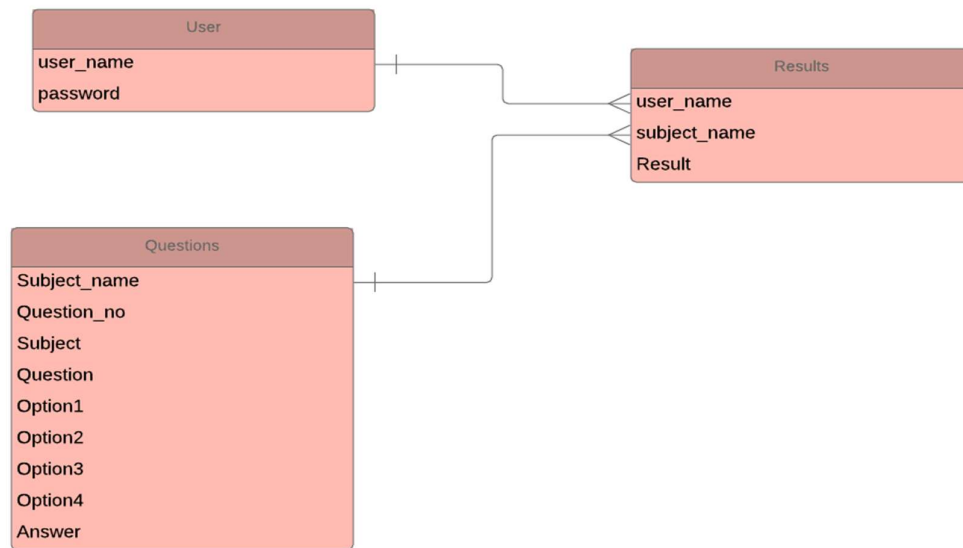 User
user_name
password
Results
user_name
subject_name
Result
Questions
Subject_name
Question_no
Subject
Question
Option1
Option2
Option3
Option4
Answer